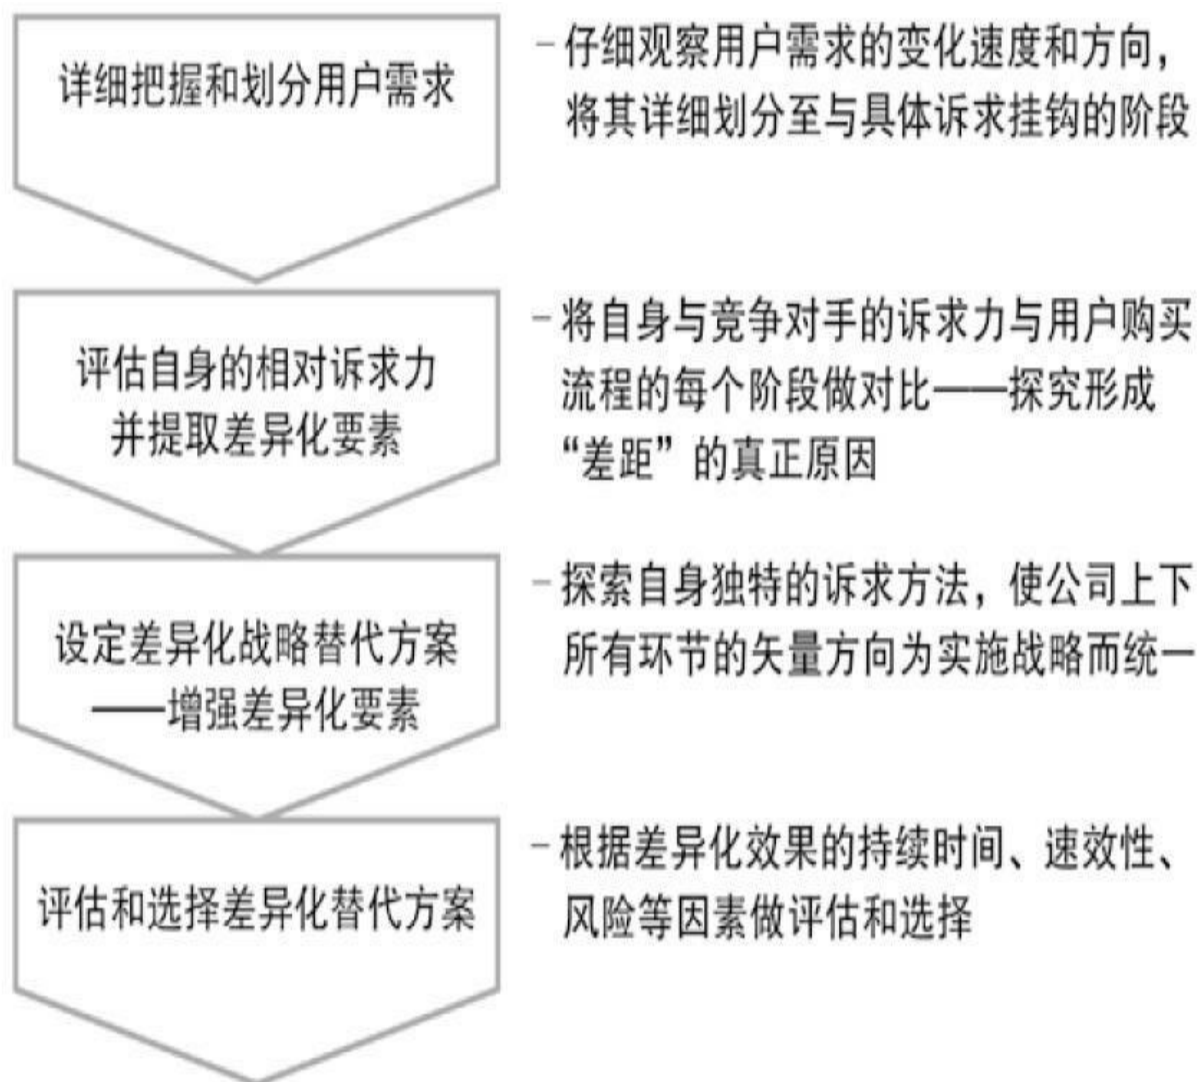 详细把握和划分用户需求
– 仔细观察用户需求的变化速度和方向，
将其详细划分至与具体诉求挂钩的阶段
评估自身的相对诉求力
并提取差异化要素
– 将自身与竞争对手的诉求力与用户购买
流程的每个阶段做对比——探究形成
“差距”的真正原因
设定差异化战略替代方案
——增强差异化要素
– 探索自身独特的诉求方法，使公司上下
所有环节的矢量方向为实施战略而统一
评估和选择差异化替代方案
– 根据差异化效果的持续时间、速效性、
风险等因素做评估和选择